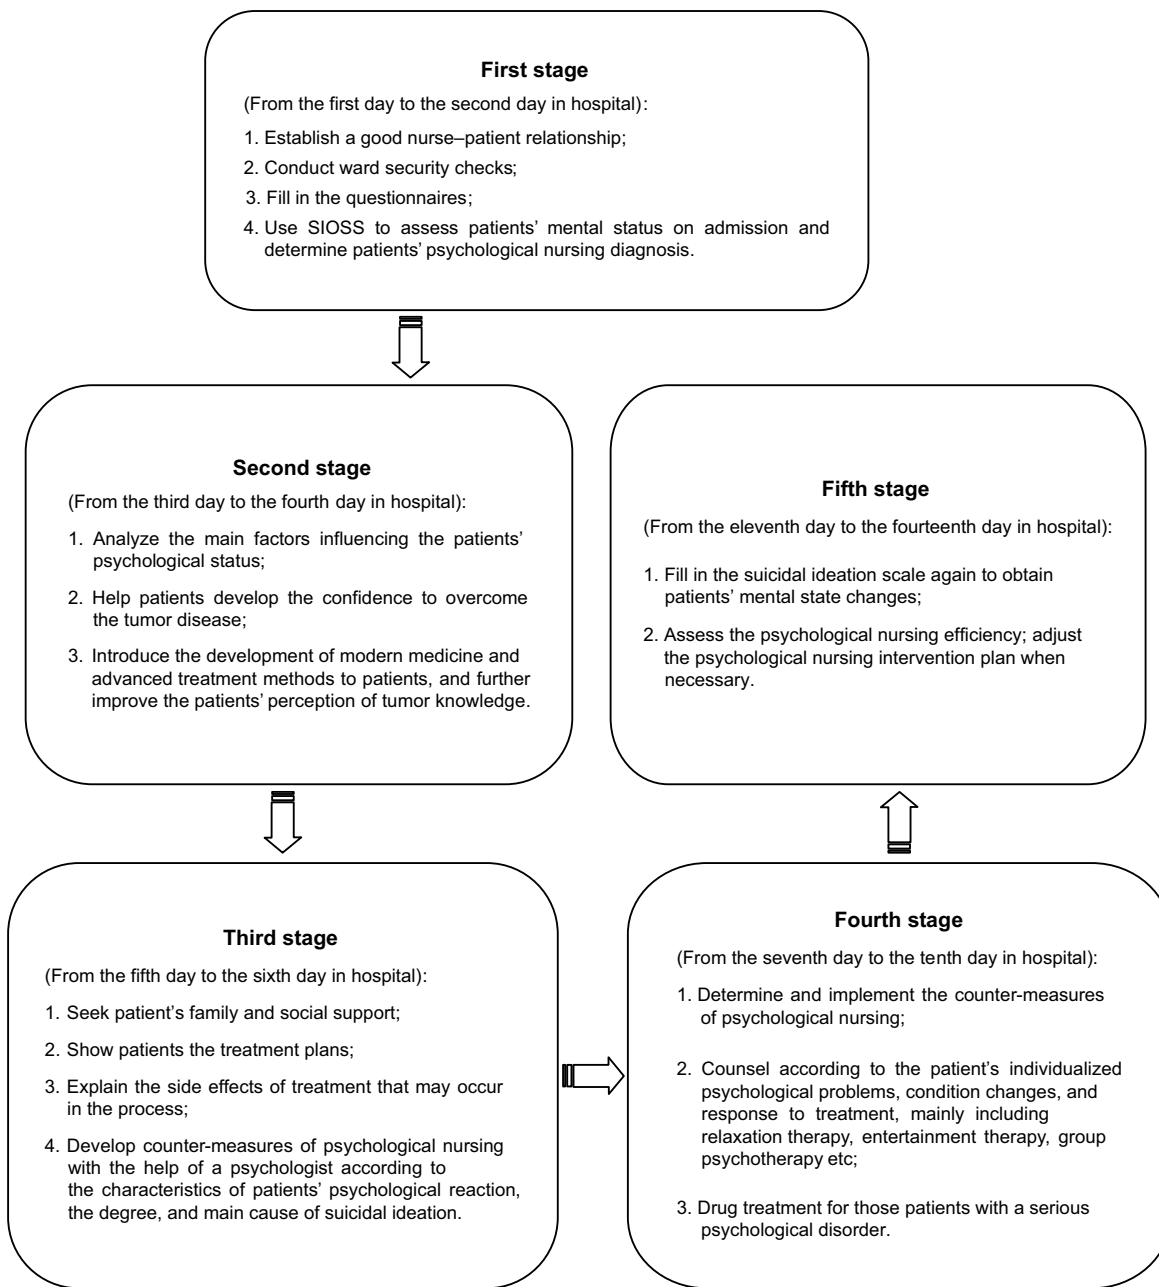 First stage
(From the first day to the second day in hospital):
1. Establish a good nurse–patient relationship;
2. Conduct ward security checks;
3. Fill in the questionnaires;
4. Use SIOSS to assess patients’ mental status on admission and
determine patients’ psychological nursing diagnosis.
Second stage
(From the third day to the fourth day in hospital):
1. Analyze the main factors influencing the patients’
psychological status;
2. Help patients develop the confidence to overcome
the tumor disease;
3. Introduce the development of modern medicine and
advanced treatment methods to patients, and further
improve the patients’ perception of tumor knowledge.
Third stage
(From the fifth day to the sixth day in hospital):
1. Seek patient’s family and social support;
2. Show patients the treatment plans;
3. Explain the side effects of treatment that may occur
in the process;
4. Develop counter-measures of psychological nursing
with the help of a psychologist according to
the characteristics of patients’ psychological reaction,
the degree, and main cause of suicidal ideation.
Fourth stage
(From the seventh day to the tenth day in hospital):
1. Determine and implement the counter-measures
of psychological nursing;
2. Counsel according to the patient’s individualized
psychological problems, condition changes, and
response to treatment, mainly including
relaxation therapy, entertainment therapy, group
psychotherapy etc;
3. Drug treatment for those patients with a serious
psychological disorder.
Fifth stage
(From the eleventh day to the fourteenth day in hospital):
1. Fill in the suicidal ideation scale again to obtain
patients’ mental state changes;
2. Assess the psychological nursing efficiency; adjust
the psychological nursing intervention plan when
necessary.